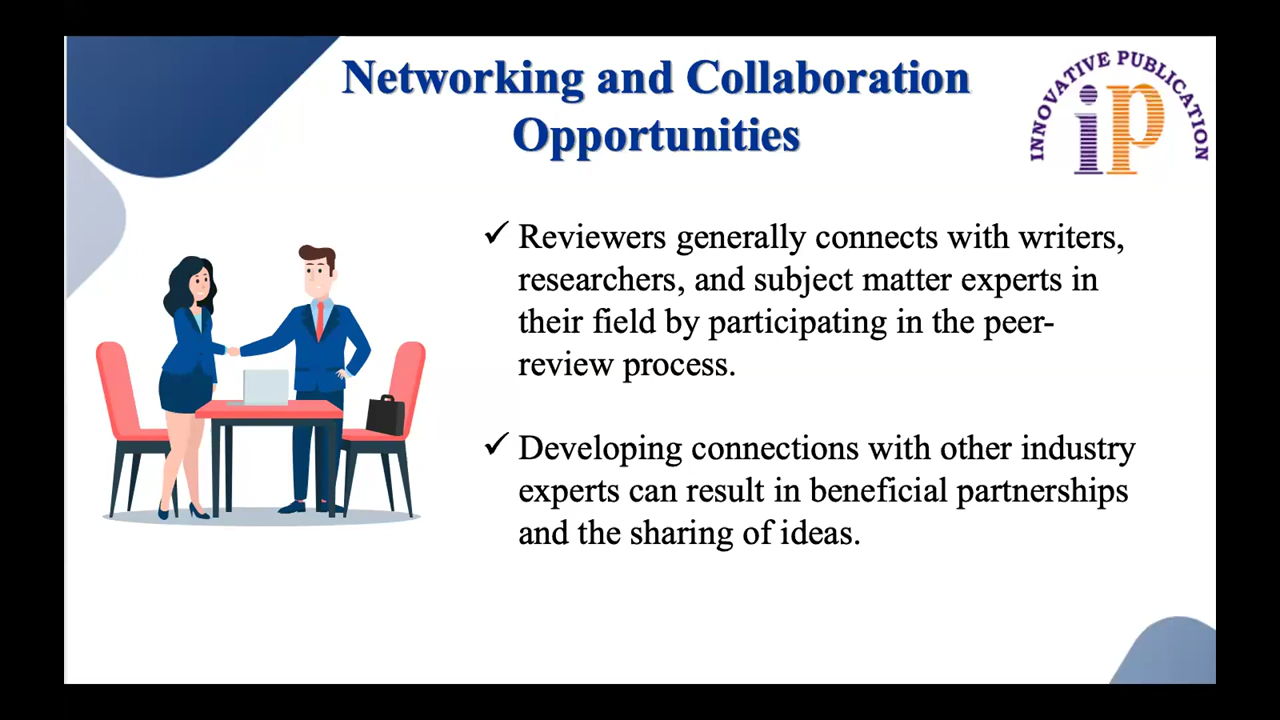 Networking and Collaboration
Opportunities
INNOVATIVE PUBLICATION
ip
✓ Reviewers generally connects with writers,
researchers, and subject matter experts in
their field by participating in the peer-
review process.
✓ Developing connections with other industry
experts can result in beneficial partnerships
and the sharing of ideas.